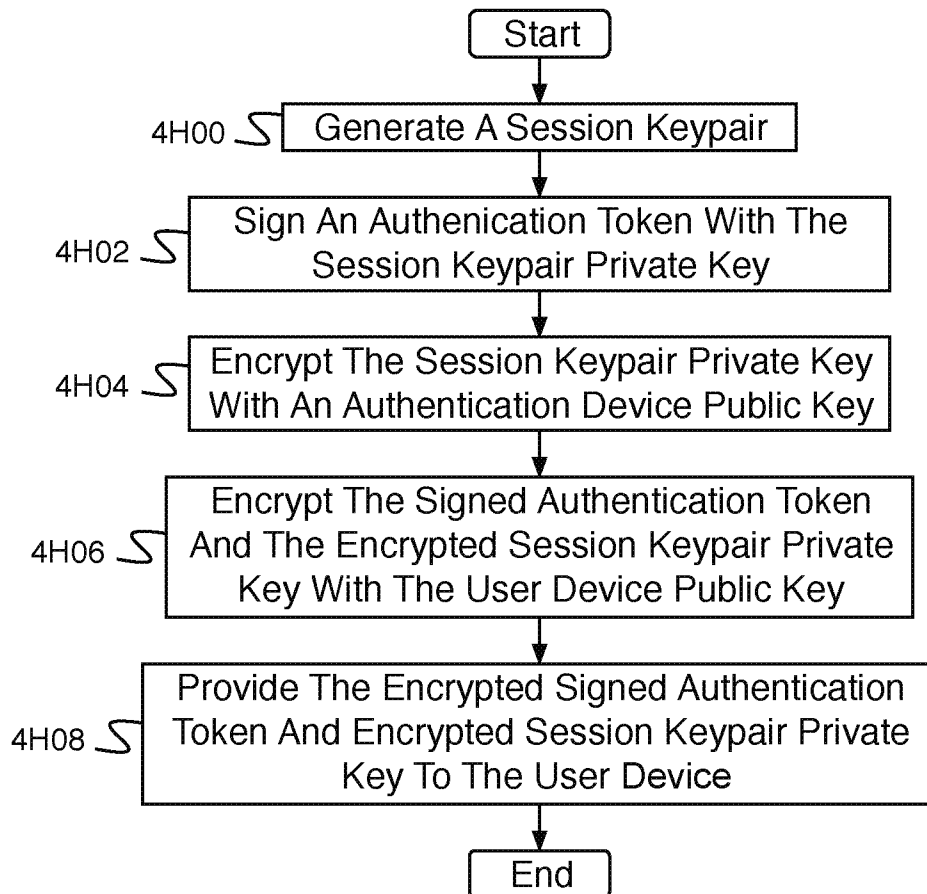 Start
4H00
Generate A Session Keypair
4H02
Sign An Authenication Token With The
Session Keypair Private Key
4H04
Encrypt The Session Keypair Private Key
With An Authentication Device Public Key
4H06
Encrypt The Signed Authentication Token
And The Encrypted Session Keypair Private
Key With The User Device Public Key
4H08
Provide The Encrypted Signed Authentication
Token And Encrypted Session Keypair Private
Key To The User Device
End